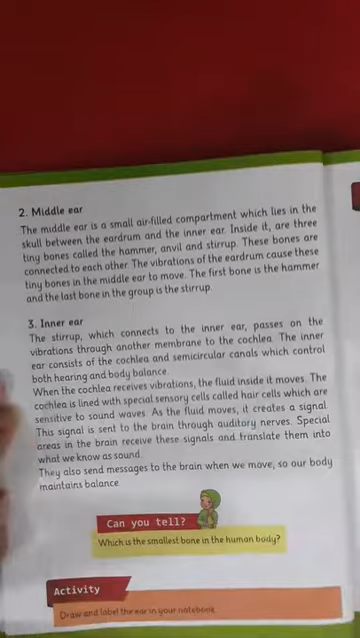 2. Middle ear
The middle ear is a small air-filled compartment which lies in the
skull between the eardrum and the inner ear. Inside it, are three
tiny bones called the hammer, anvil and stirrup. These bones are
connected to each other. The vibrations of the eardrum cause these
tiny bones in the middle ear to move. The first bone is the hammer
and the last bone in the group is the stirrup.
3. Inner ear
The stirrup, which connects to the inner ear, passes on the
vibrations through another membrane to the cochlea. The inner
ear consists of the cochlea and semicircular canals which control
both hearing and body balance.
When the cochlea receives vibrations, the fluid inside it moves. The
cochlea is lined with special sensory cells called hair cells which are
sensitive to sound waves. As the fluid moves, it creates a signal.
This signal is sent to the brain through auditory nerves. Special
areas in the brain receive these signals and translate them into
what we know as sound.
They also send messages to the brain when we move, so our body
maintains balance.
Can you tell?
Which is the smallest bone in the human body?
Activity
Draw and label the ear in your notebook.